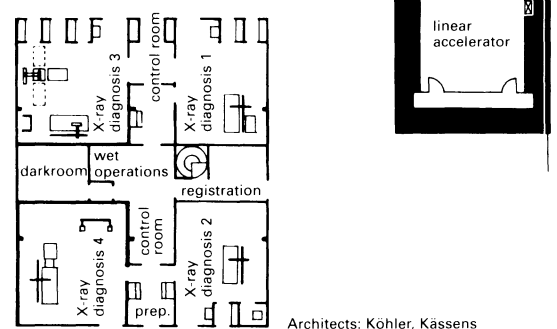 control room
X-ray
diagnosis 3
X-ray
diagnosis 1
linear
accelerator
darkroom
wet
operations
registration
X-ray
diagnosis 4
control
room
X-ray
diagnosis 2
prep.
Architects: Köhler, Kässens